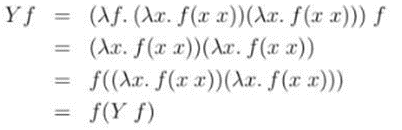 Y f = (λf. (λx. f(x x))(λx. f(x x))) f
= (λx. f(x x))(λx. f(x x))
= f((λx. f(x x))(λx. f(x x)))
= f(Y f)